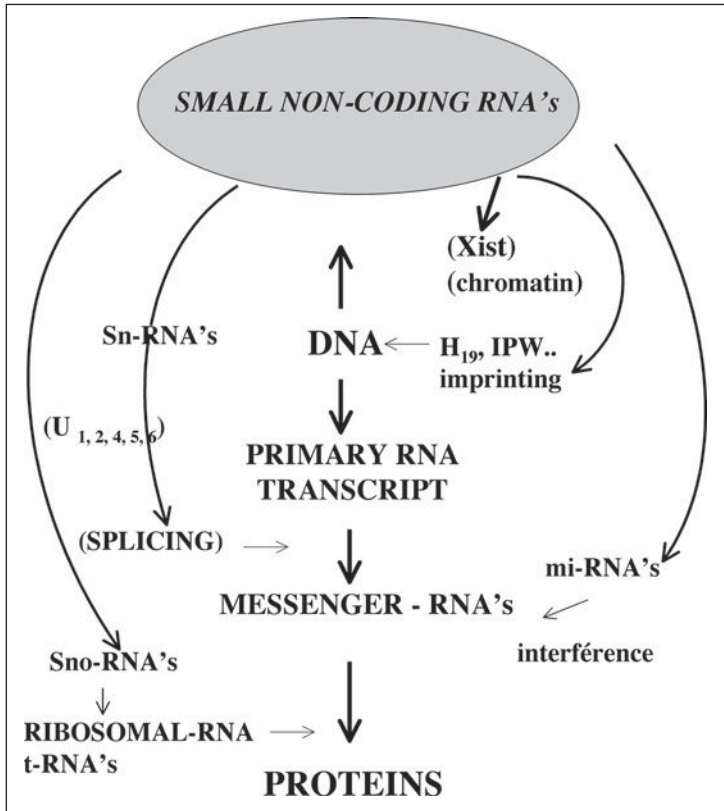 SMALL NON-CODING RNA's
(Xist)
(chromatin)
Sn-RNA's
DNA
H19, IPW..
imprinting
(U 1, 2, 4, 5, 6)
PRIMARY RNA
TRANSCRIPT
(SPLICING)
mi-RNA's
MESSENGER - RNA's
Sno-RNA's
interférence
RIBOSOMAL-RNA
t-RNA's
PROTEINS